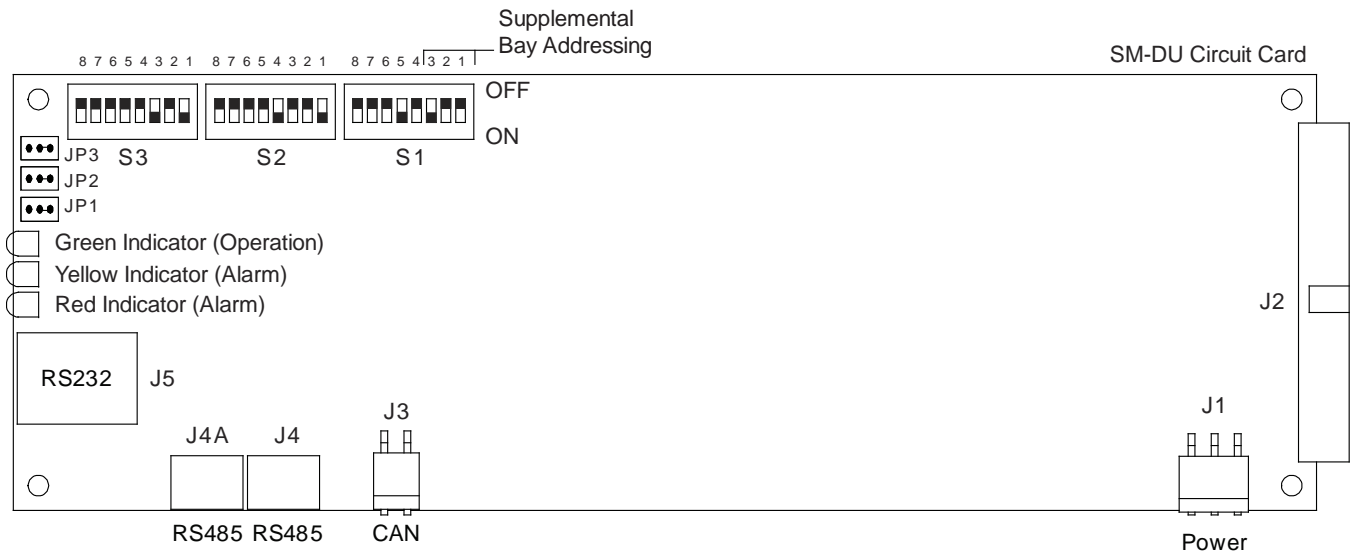 Supplemental
Bay Addressing
SM-DU Circuit Card
8 7 6 5 4 3 2 1
8 7 6 5 4 3 2 1
8 7 6 5 4 3 2 1
OFF
ON
S3
S2
S1
JP3
JP2
JP1
Green Indicator (Operation)
Yellow Indicator (Alarm)
Red Indicator (Alarm)
J2
RS232
J5
J4A
J4
J3
J1
RS485
RS485
CAN
Power